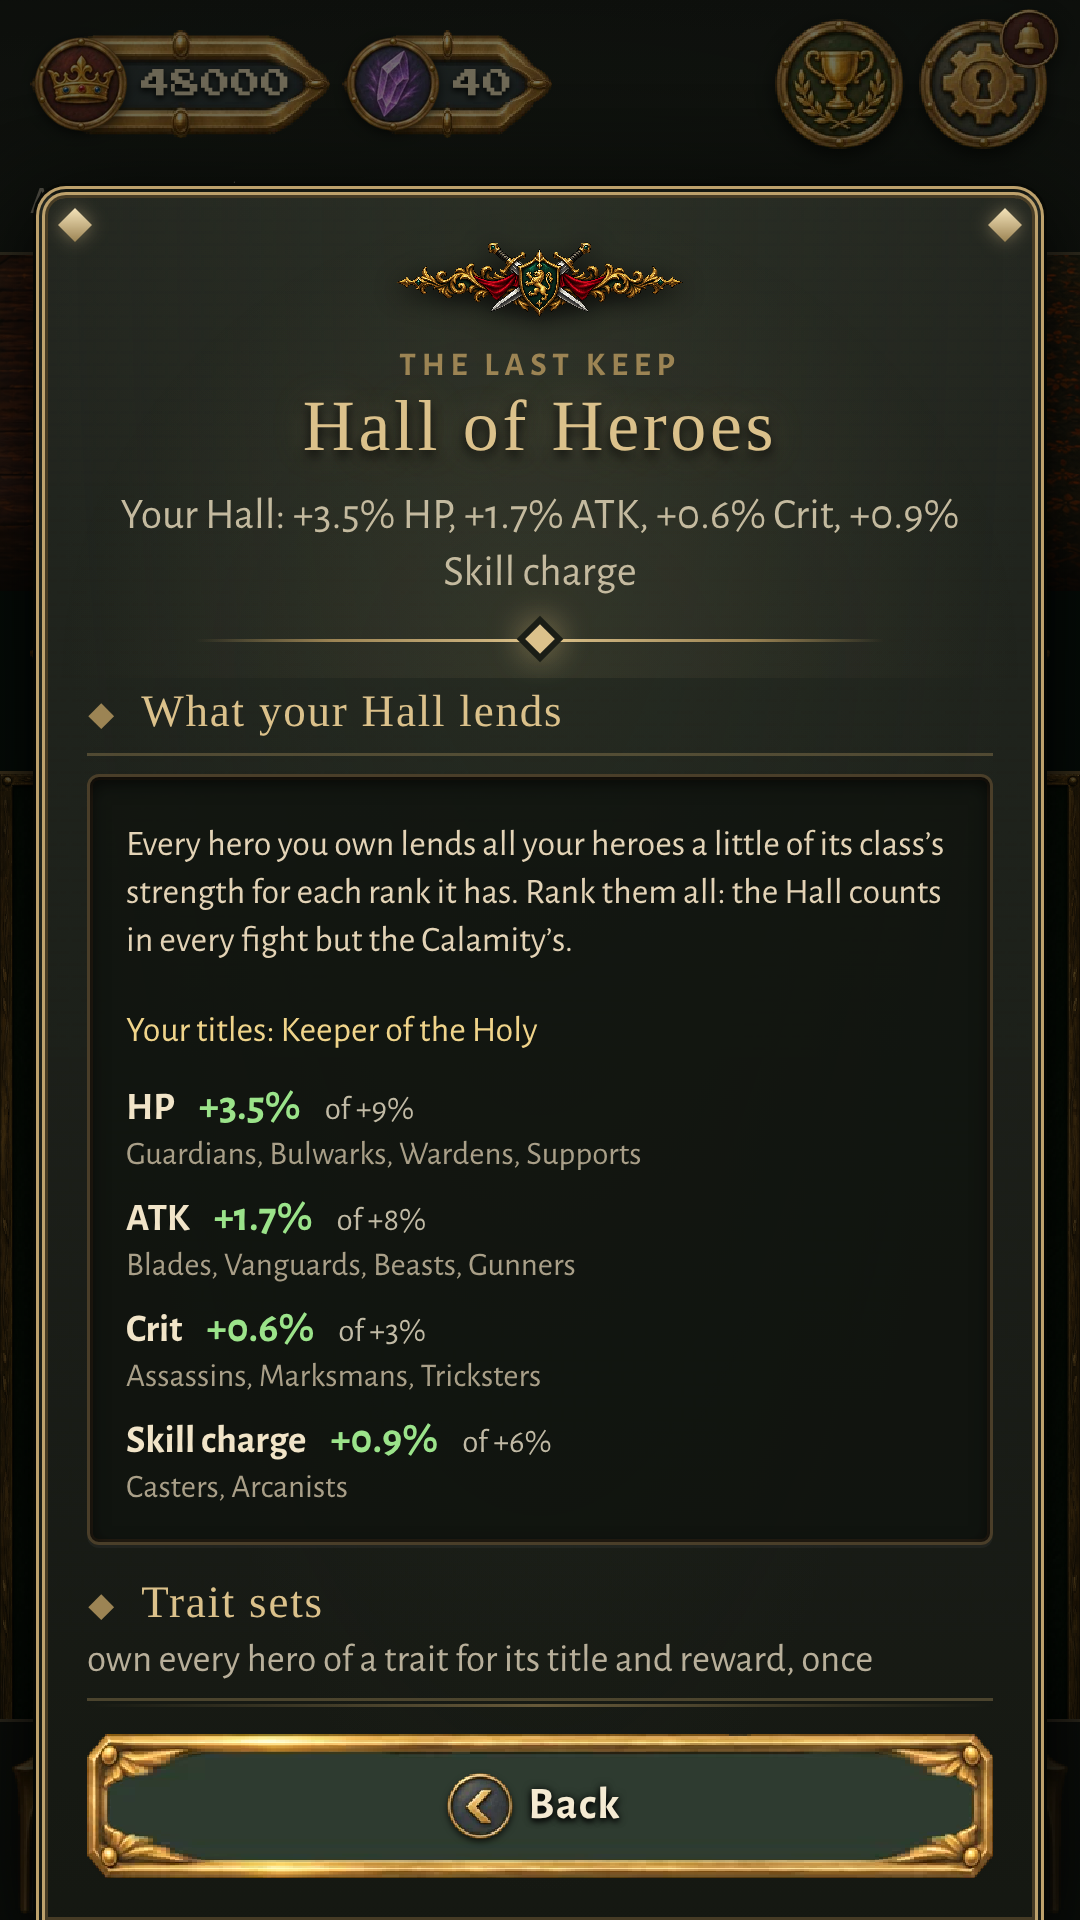 48000
40
THE LAST KEEP
Hall of Heroes
Your Hall: +3.5% HP, +1.7% ATK, +0.6% Crit, +0.9%
Skill charge
What your Hall lends
Every hero you own lends all your heroes a little of its class’s
strength for each rank it has. Rank them all: the Hall counts
in every fight but the Calamity’s.
Your titles: Keeper of the Holy
HP +3.5% of +9%
Guardians, Bulwarks, Wardens, Supports
ATK +1.7% of +8%
Blades, Vanguards, Beasts, Gunners
Crit +0.6% of +3%
Assassins, Marksmans, Tricksters
Skill charge +0.9% of +6%
Casters, Arcanists
Trait sets
own every hero of a trait for its title and reward, once
Back